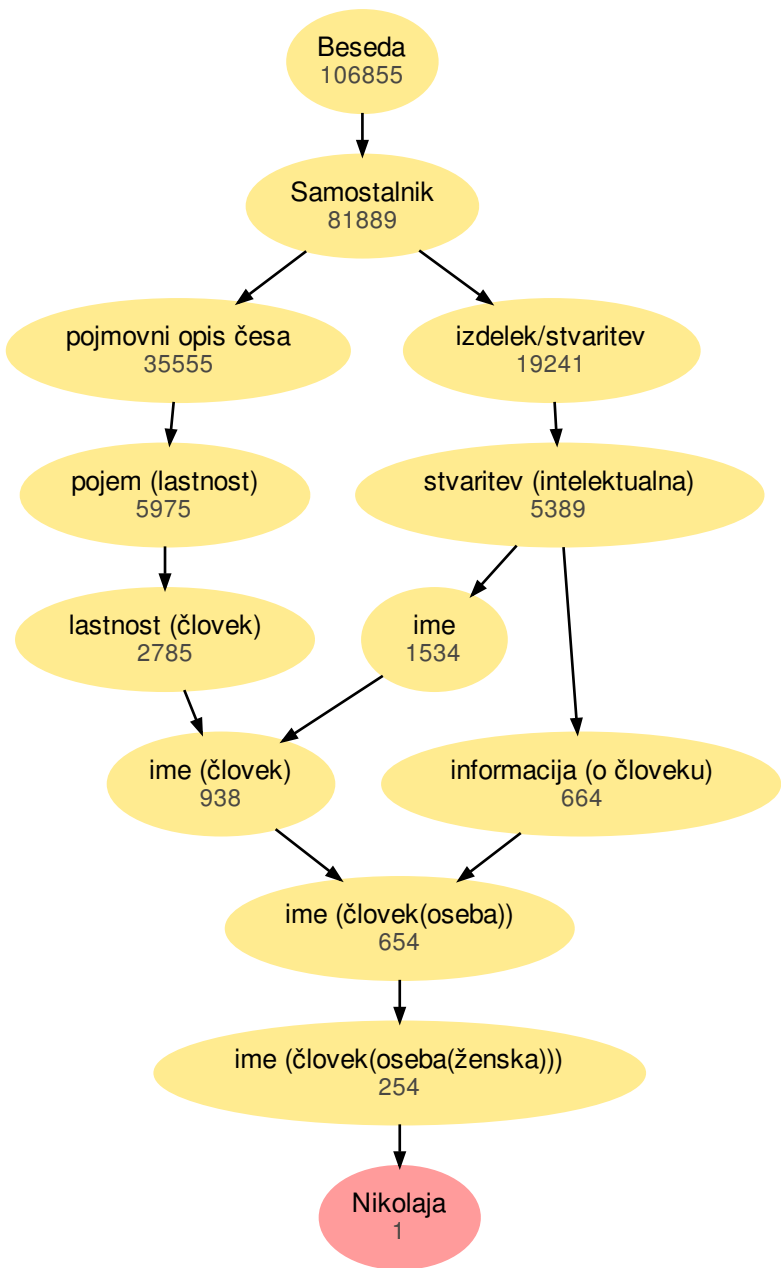 Beseda
106855
Samostalnik
81889
pojmovni opis česa
35555
izdelek/stvaritev
19241
pojem (lastnost)
5975
stvaritev (intelektualna)
5389
lastnost (človek)
2785
ime
1534
ime (človek)
938
informacija (o človeku)
664
ime (človek(oseba))
654
ime (človek(oseba(ženska)))
254
Nikolaja
1